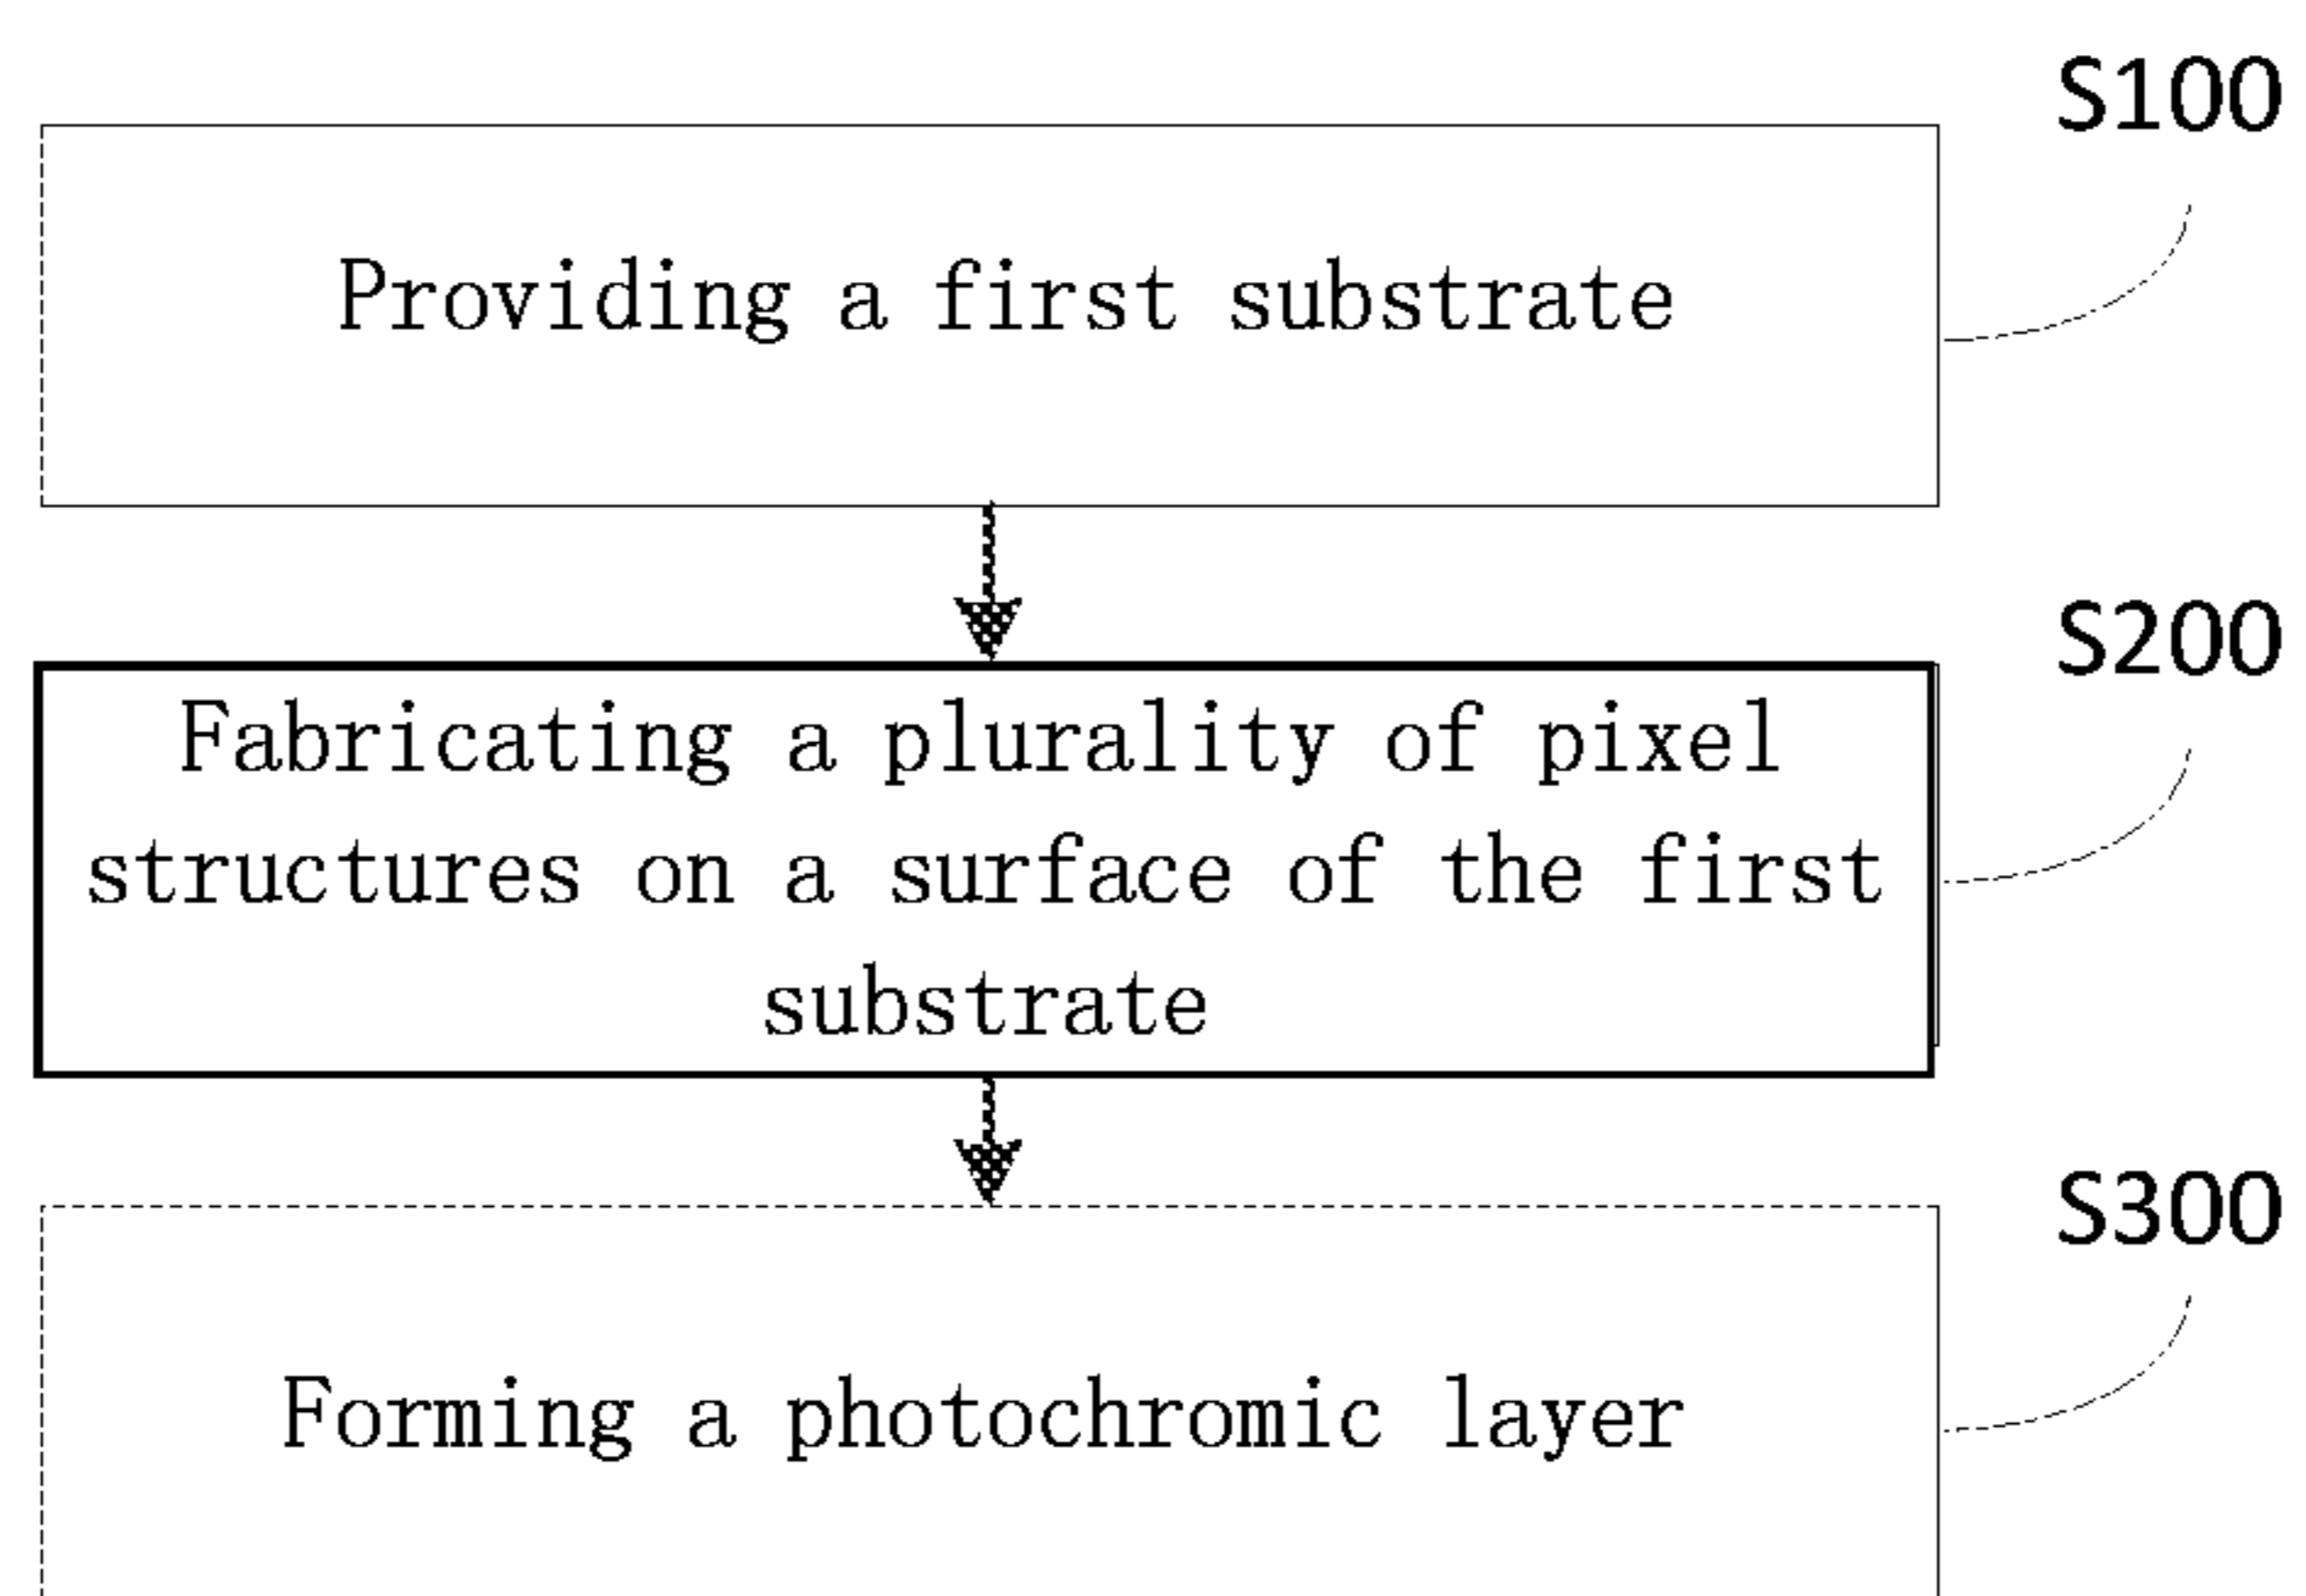 S100
Providing a first substrate
S200
Fabricating a plurality of pixel
structures on a surface of the first
substrate
S300
Forming a photochromic layer